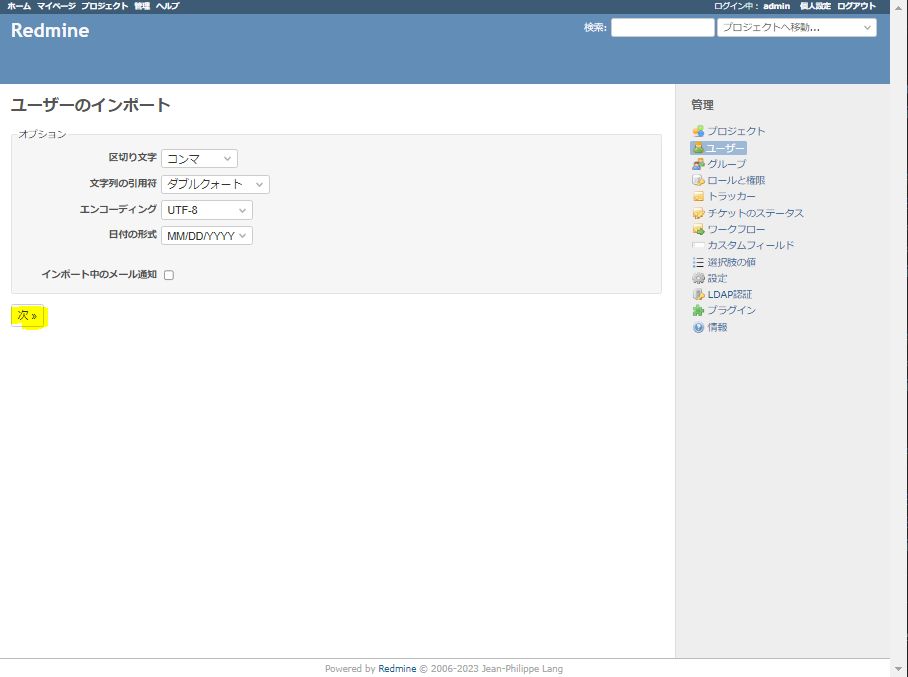 ホーム マイページ プロジェクト 管理 ヘルプ
ログイン中： admin 個人設定 ログアウト
Redmine
検索: プロジェクトへ移動...
ユーザーのインポート
オプション
区切り文字 コンマ
文字列の引用符 ダブルクォート
エンコーディング UTF-8
日付の形式 MM/DD/YYYY
インポート中のメール通知
次 »
管理
プロジェクト
ユーザー
グループ
ロールと権限
トラッカー
チケットのステータス
ワークフロー
カスタムフィールド
選択肢の値
設定
LDAP認証
プラグイン
情報
Powered by Redmine © 2006-2023 Jean-Philippe Lang